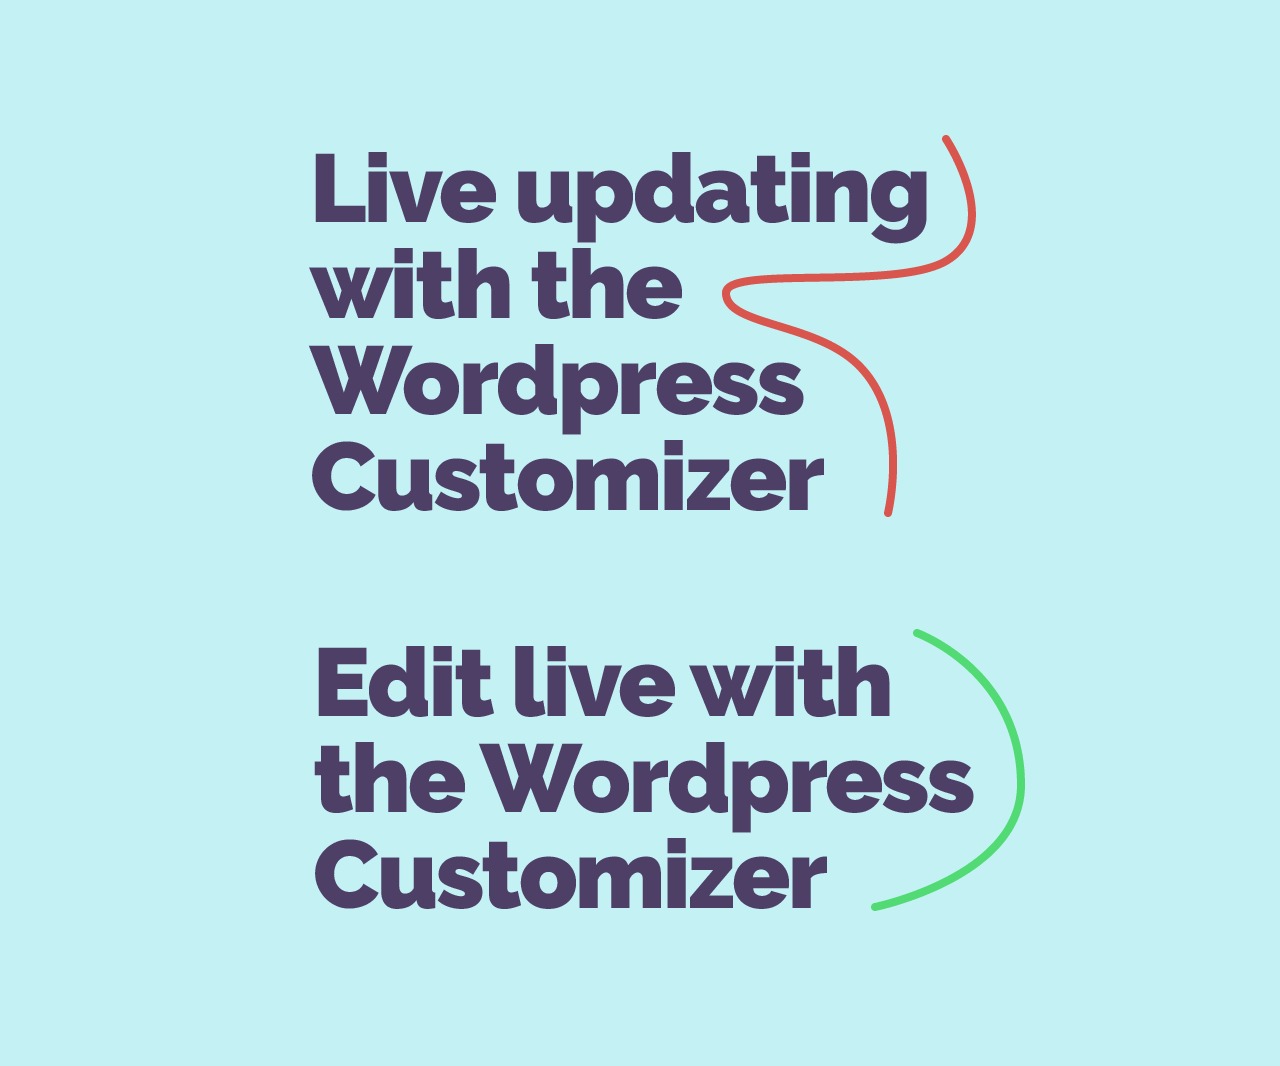 Live updating
with the
Wordpress
Customizer
Edit live with
the Wordpress
Customizer